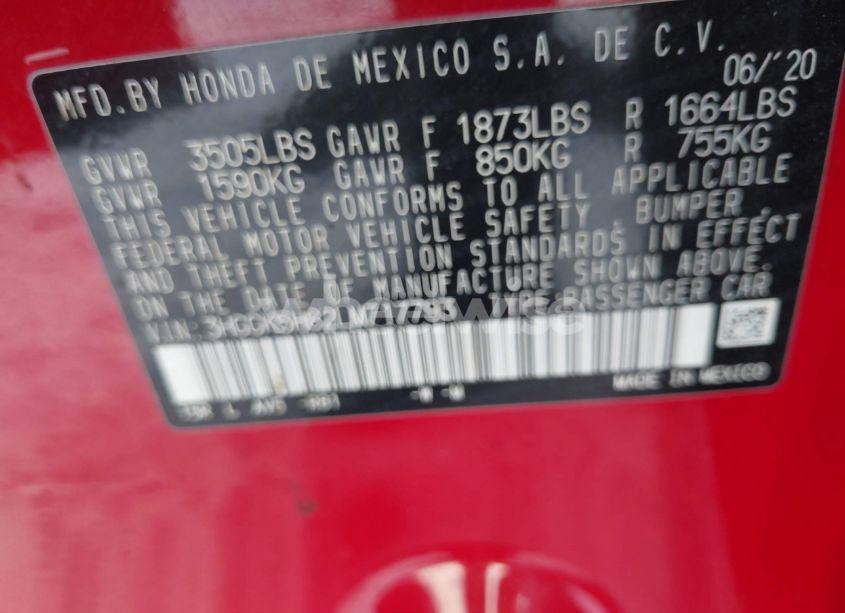 MFD.BY HONDA DE MEXICO S.A. DE C.V.
06/'20
GVWR 3505LBS GAWR F 1873LBS R 1664LBS
GVWR 1590KG GAWR F 850KG R 755KG
THIS VEHICLE CONFORMS TO ALL APPLICABLE
FEDERAL MOTOR VEHICLE SAFETY, BUMPER,
AND THEFT PREVENTION STANDARDS IN EFFECT
ON THE DATE OF MANUFACTURE SHOWN ABOVE.
VIN: TYPE PASSENGER CAR
MADE IN MEXICO